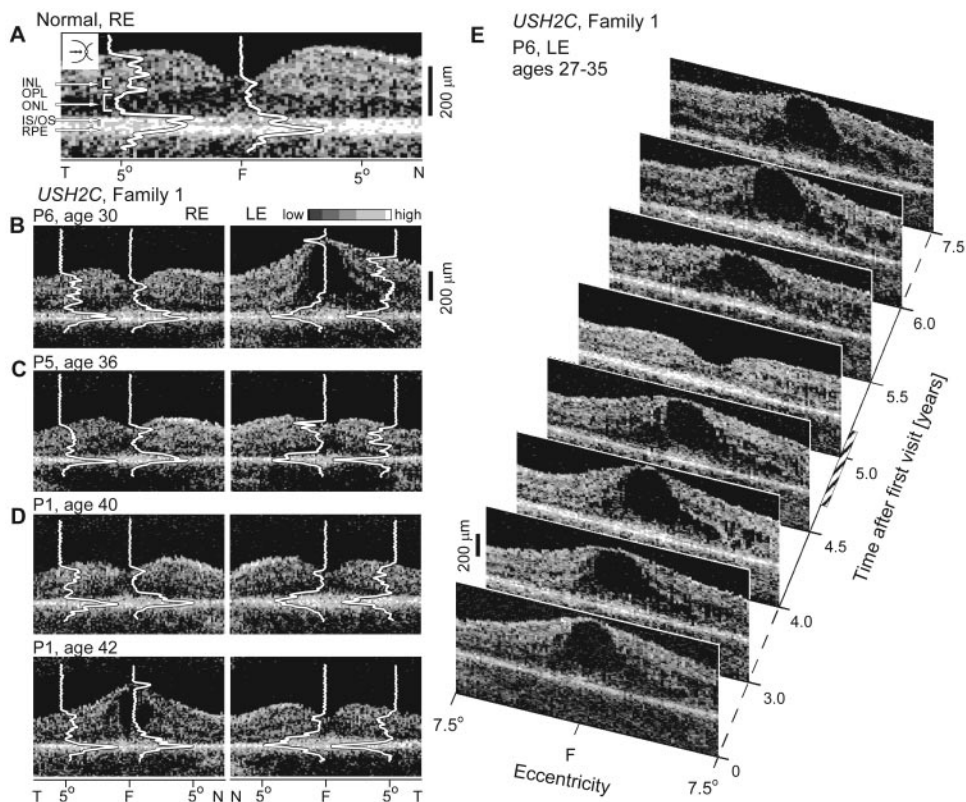 A
Normal, RE
INL
OPL
ONL
IS/OS
RPE
200 µm
T 5° F 5° N
USH2C, Family 1
B
P6, age 30 RE LE low high
200 µm
C
P5, age 36
D
P1, age 40
P1, age 42
T 5° F 5° N N 5° F 5° T
E
USH2C, Family 1
P6, LE
ages 27-35
7.5
6.0
5.5
5.0
4.5
4.0
3.0
0
Time after first visit [years]
200 µm
7.5°
F
7.5°
Eccentricity